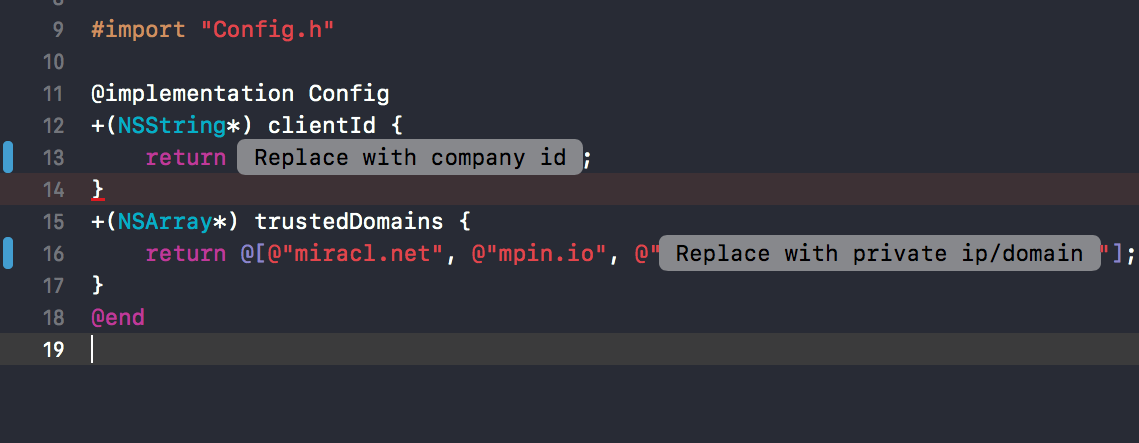 8
9 #import "Config.h"
10
11 @implementation Config
12 +(NSString*) clientId {
13 return Replace with company id ;
14 }
15 +(NSArray*) trustedDomains {
16 return @[@"miracl.net", @"mpin.io", @" Replace with private ip/domain "];
17 }
18 @end
19